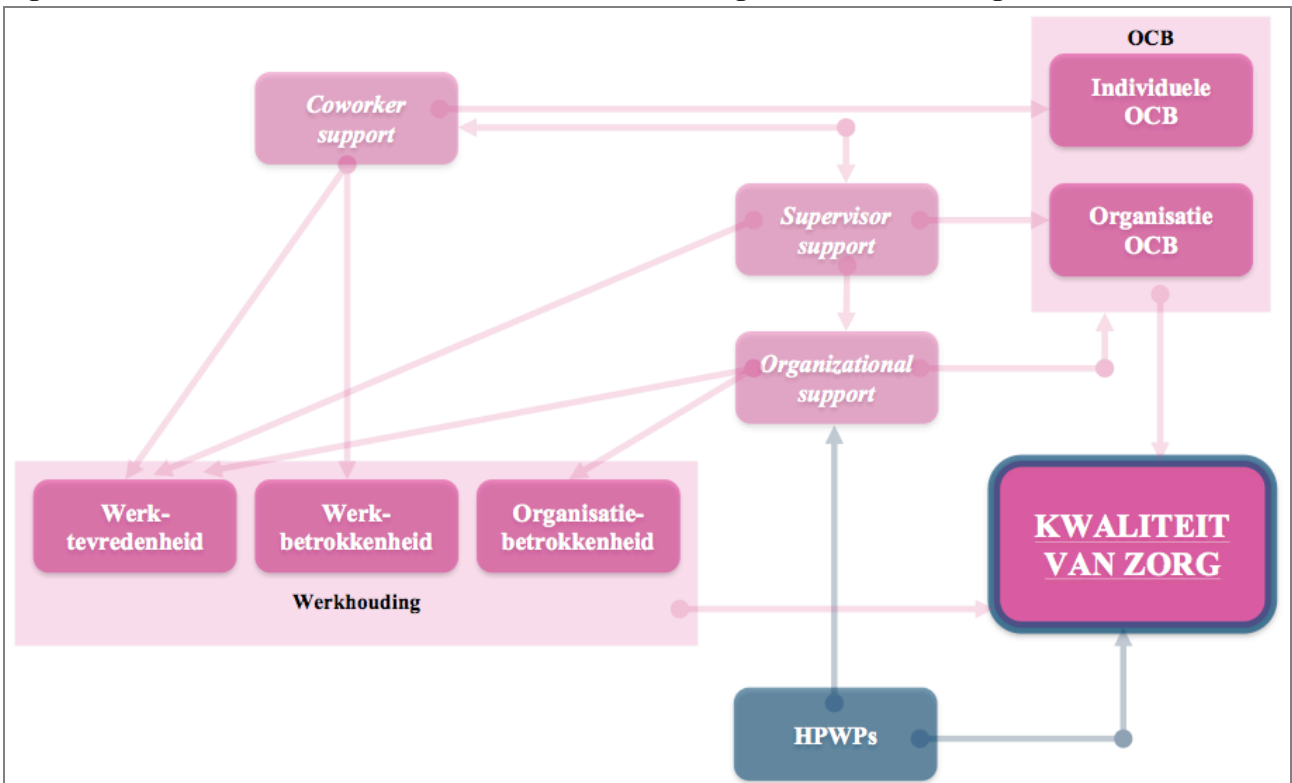 OCB
Individuele
OCB
Coworker
support
Supervisor
support
Organisatie
OCB
Organizational
support
Werk-
tevredenheid
Werk-
betrokkenheid
Organisatie-
betrokkenheid
Werkhouding
KWALITEIT
VAN ZORG
HPWPs